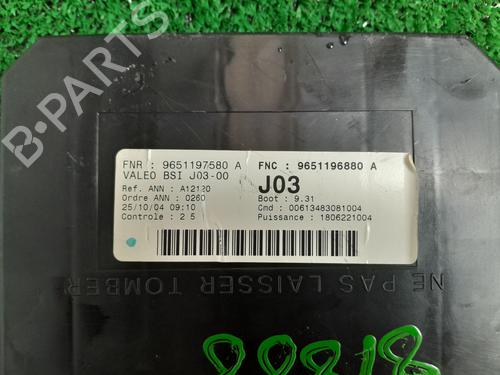 B-PARTS
FNR : 9651197580 A
FNC : 9651196880 A
VALEO BSI J03-00
J03
Ref. ANN : A12120
Boot : 9.31
Ordre ANN : 0260
Cmd : 00613483081004
25/10/04 09:10
Puissance : 1806221004
Controle : 2 5
NE PAS LAISSER TOMBER